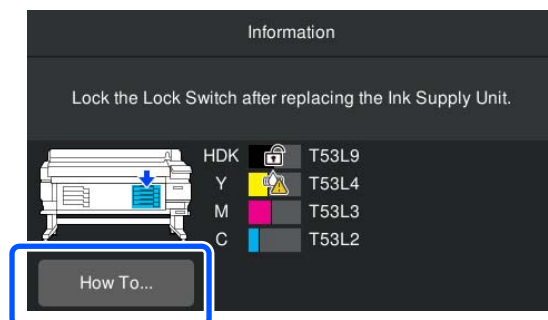 Information
Lock the Lock Switch after replacing the Ink Supply Unit.
HDK T53L9
Y T53L4
M T53L3
C T53L2
How To...